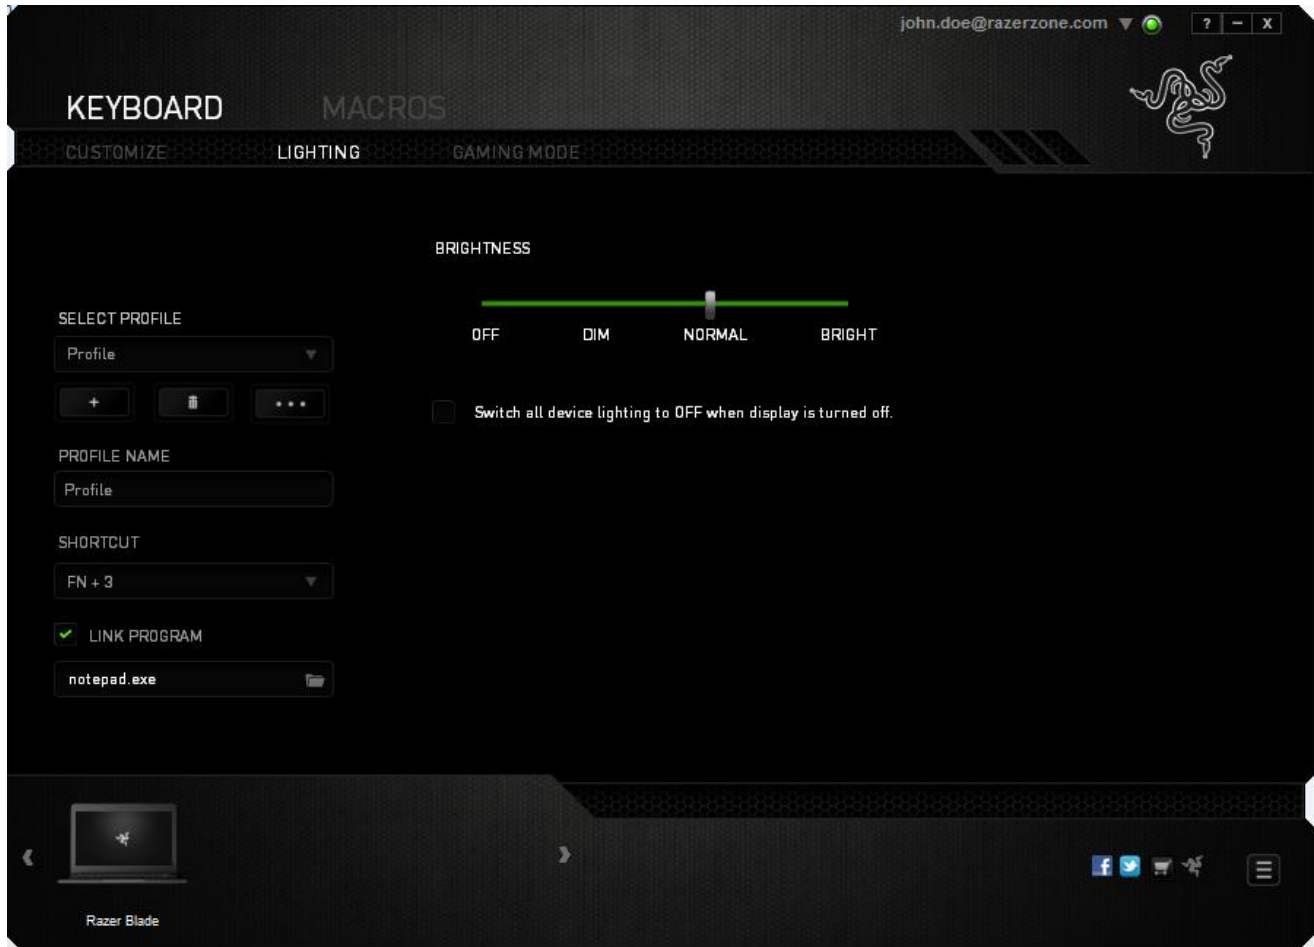 john.doe@razerzone.com
? – X
KEYBOARD MACROS
CUSTOMIZE LIGHTING GAMING MODE
BRIGHTNESS
SELECT PROFILE
OFF DIM NORMAL BRIGHT
Profile
+ •••
Switch all device lighting to OFF when display is turned off.
PROFILE NAME
Profile
SHORTCUT
FN + 3
LINK PROGRAM
notepad.exe
Razer Blade